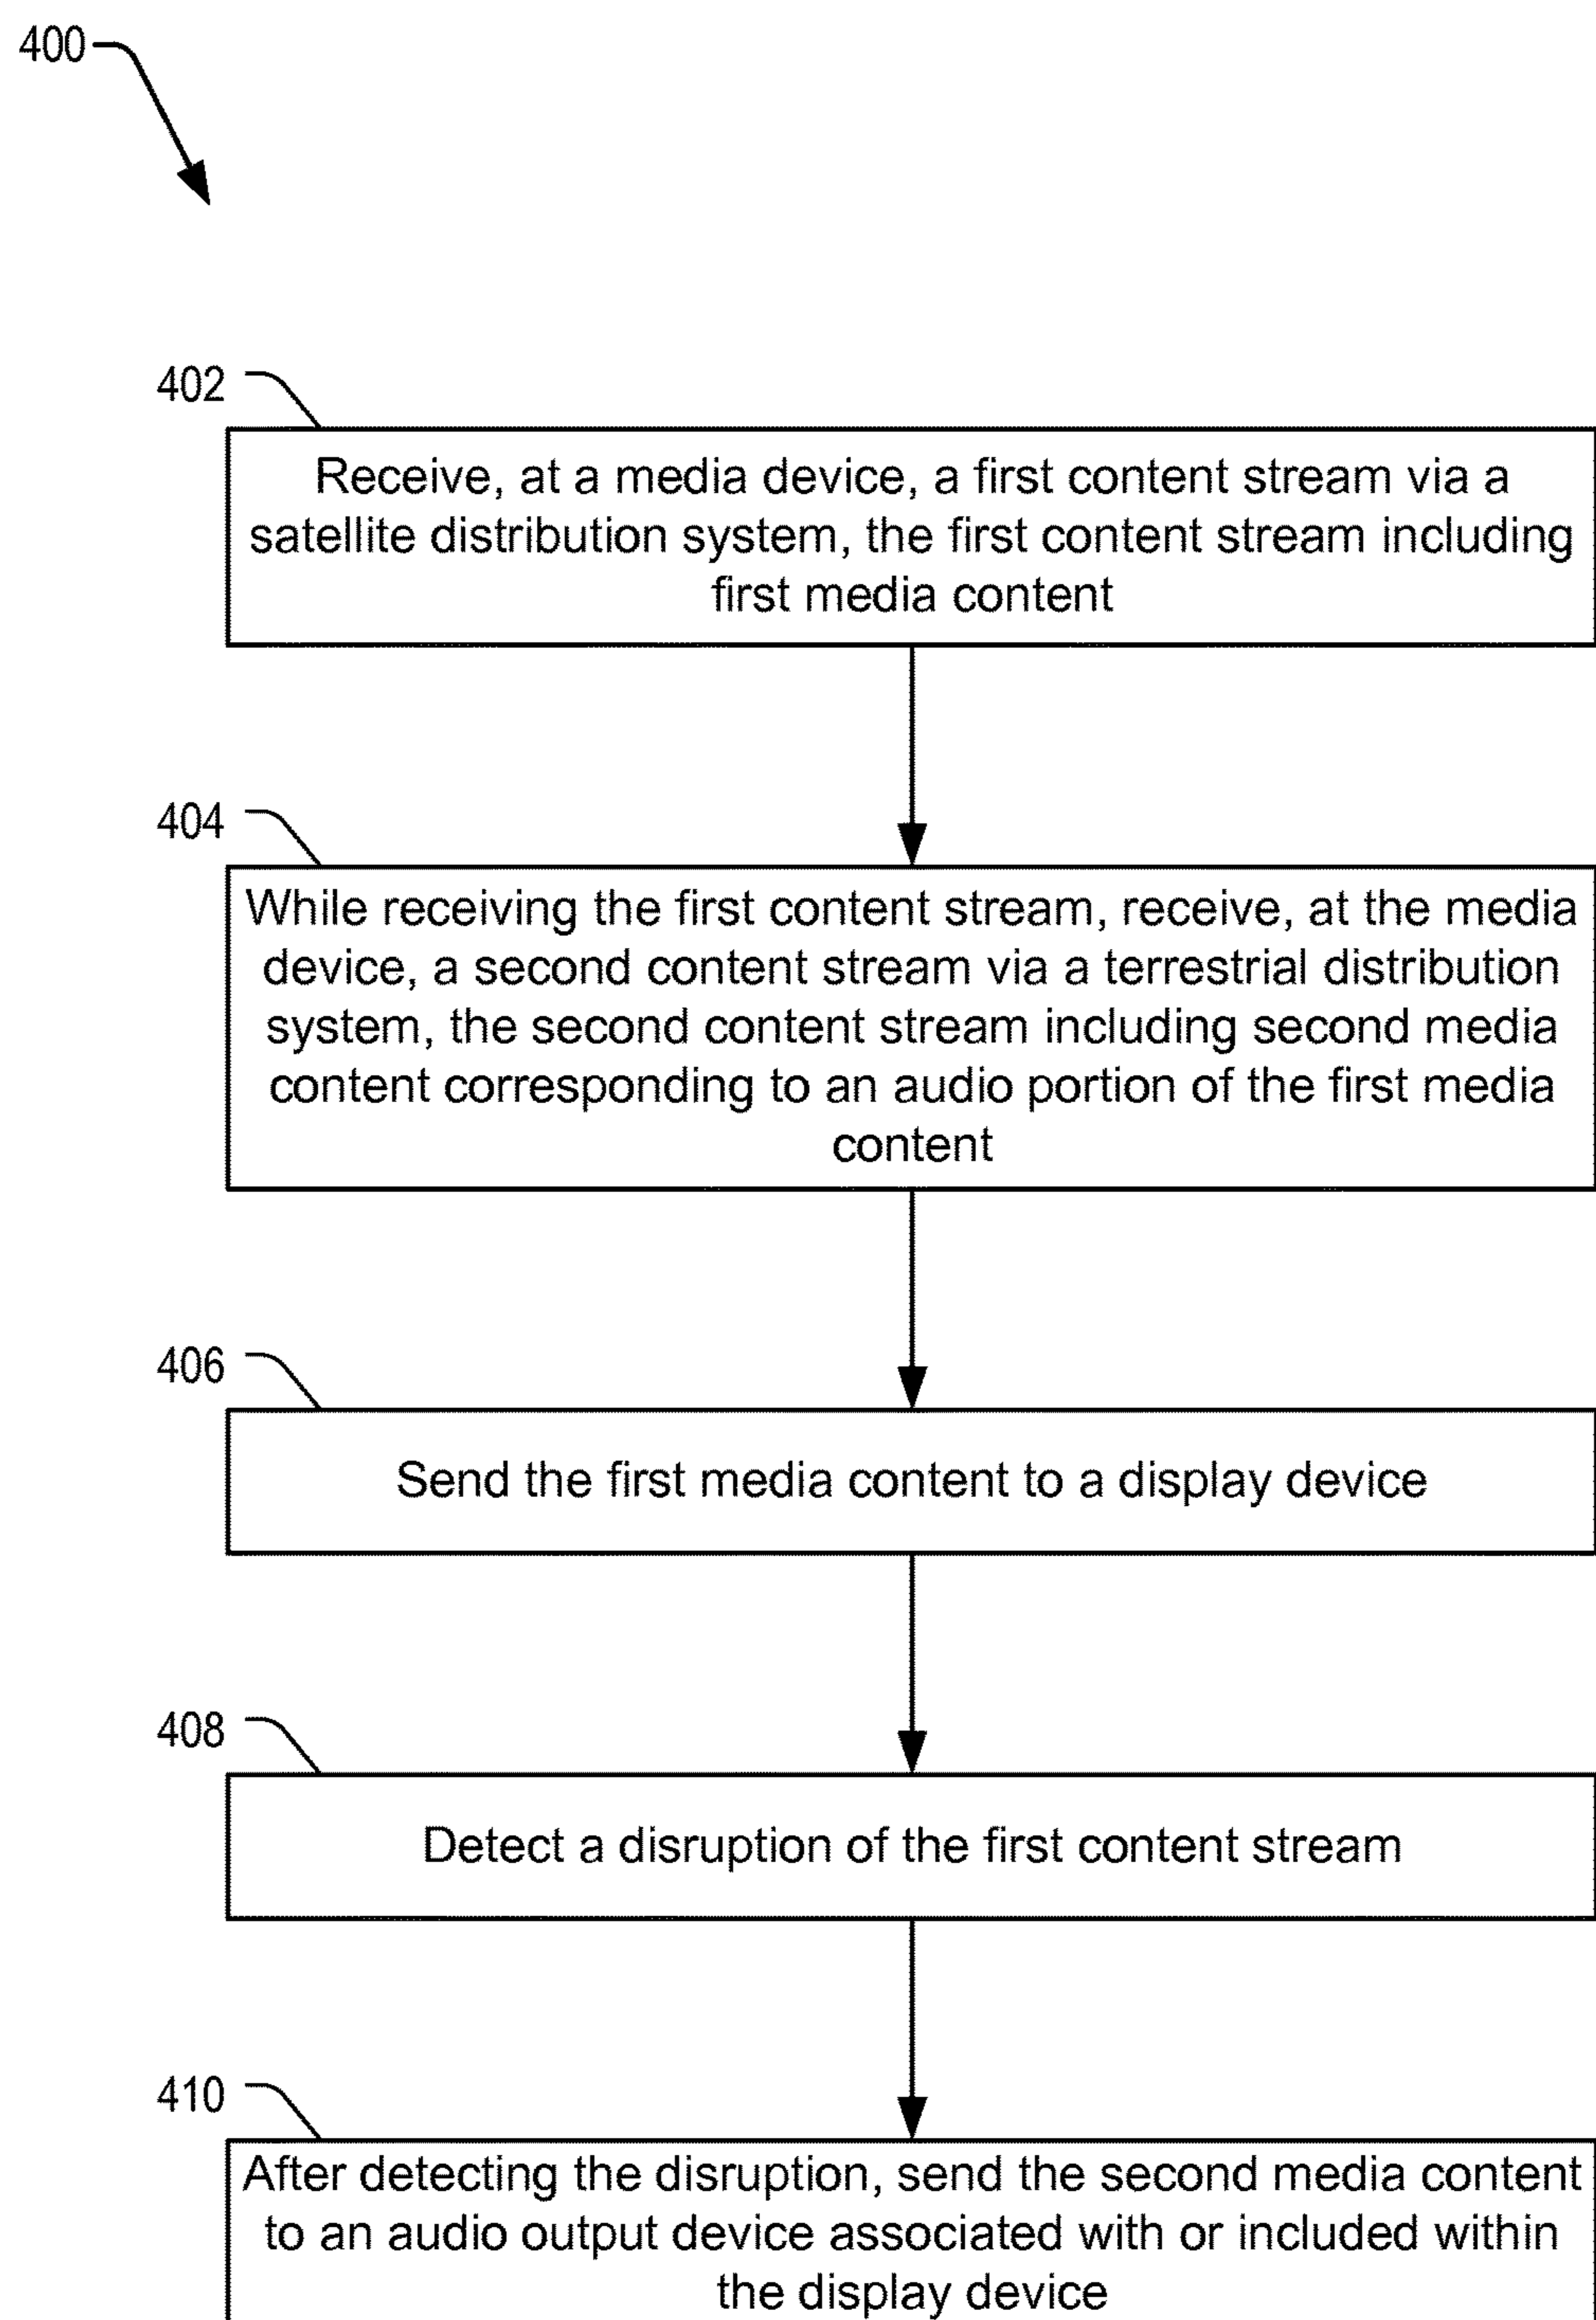 400
402
Receive, at a media device, a first content stream via a
satellite distribution system, the first content stream including
first media content
404
While receiving the first content stream, receive, at the media
device, a second content stream via a terrestrial distribution
system, the second content stream including second media
content corresponding to an audio portion of the first media
content
406
Send the first media content to a display device
408
Detect a disruption of the first content stream
410
After detecting the disruption, send the second media content
to an audio output device associated with or included within
the display device